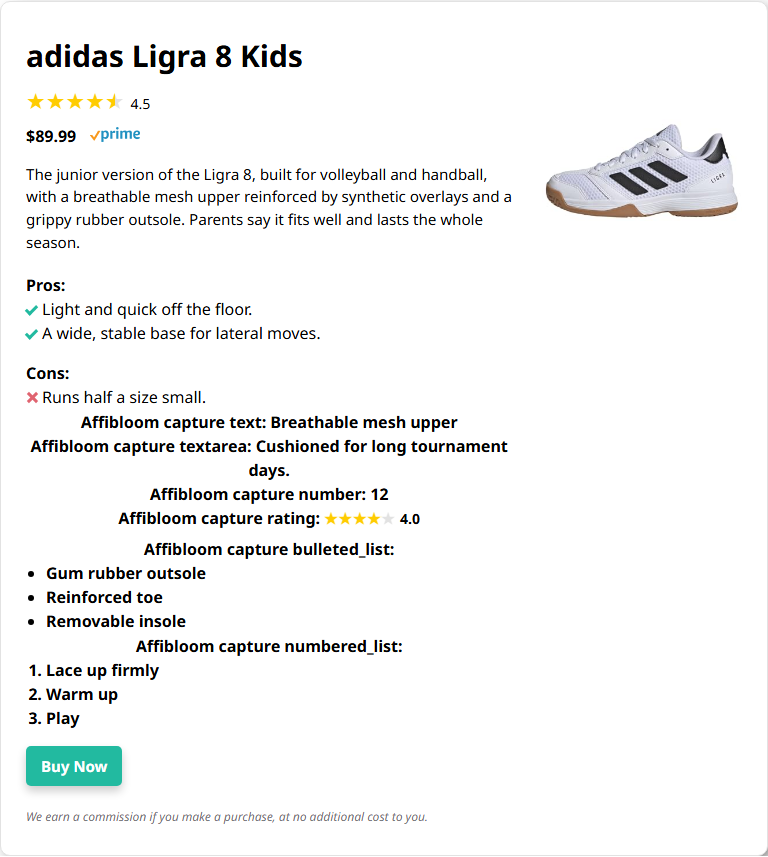 adidas Ligra 8 Kids
4.5
$89.99 prime
The junior version of the Ligra 8, built for volleyball and handball,
with a breathable mesh upper reinforced by synthetic overlays and a
grippy rubber outsole. Parents say it fits well and lasts the whole
season.
LIGRA
Pros:
Light and quick off the floor.
A wide, stable base for lateral moves.
Cons:
Runs half a size small.
Affibloom capture text: Breathable mesh upper
Affibloom capture textarea: Cushioned for long tournament
days.
Affibloom capture number: 12
Affibloom capture rating: 4.0
Affibloom capture bulleted_list:
• Gum rubber outsole
• Reinforced toe
• Removable insole
Affibloom capture numbered_list:
1. Lace up firmly
2. Warm up
3. Play
Buy Now
We earn a commission if you make a purchase, at no additional cost to you.